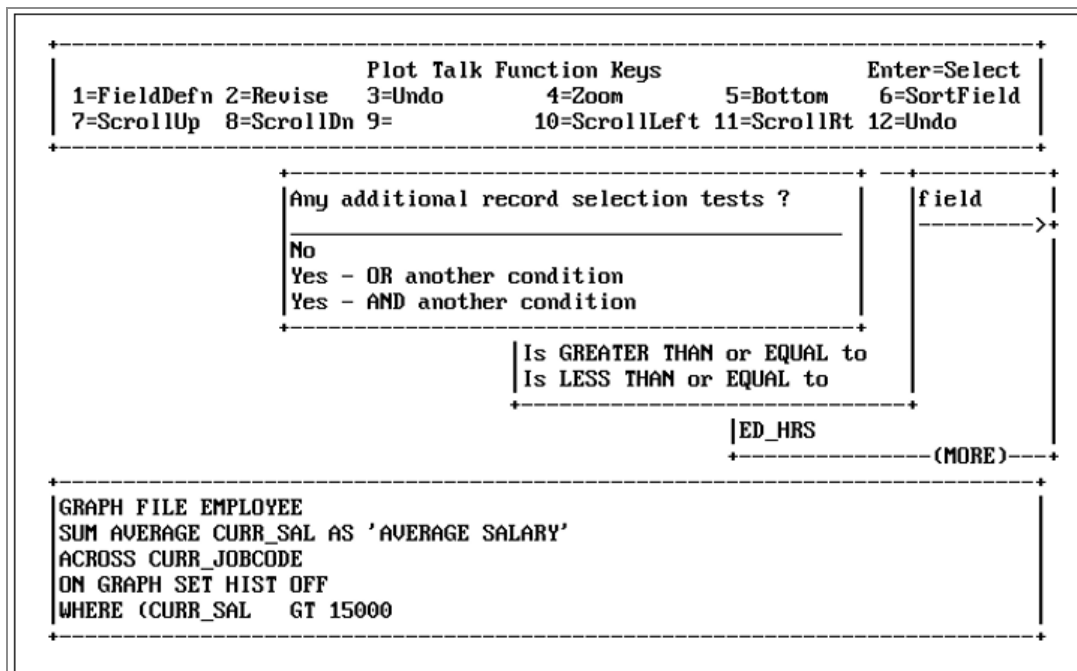 Plot Talk Function Keys Enter=Select
1=FieldDefn 2=Revise 3=Undo 4=Zoom 5=Bottom 6=SortField
7=ScrollUp 8=ScrollDn 9= 10=ScrollLeft 11=ScrollRt 12=Undo
Any additional record selection tests ?
field
No
Yes - OR another condition
Yes - AND another condition
Is GREATER THAN or EQUAL to
Is LESS THAN or EQUAL to
ED_HRS
(MORE)
GRAPH FILE EMPLOYEE
SUM AVERAGE CURR_SAL AS 'AVERAGE SALARY'
ACROSS CURR_JOBCODE
ON GRAPH SET HIST OFF
WHERE (CURR_SAL GT 15000